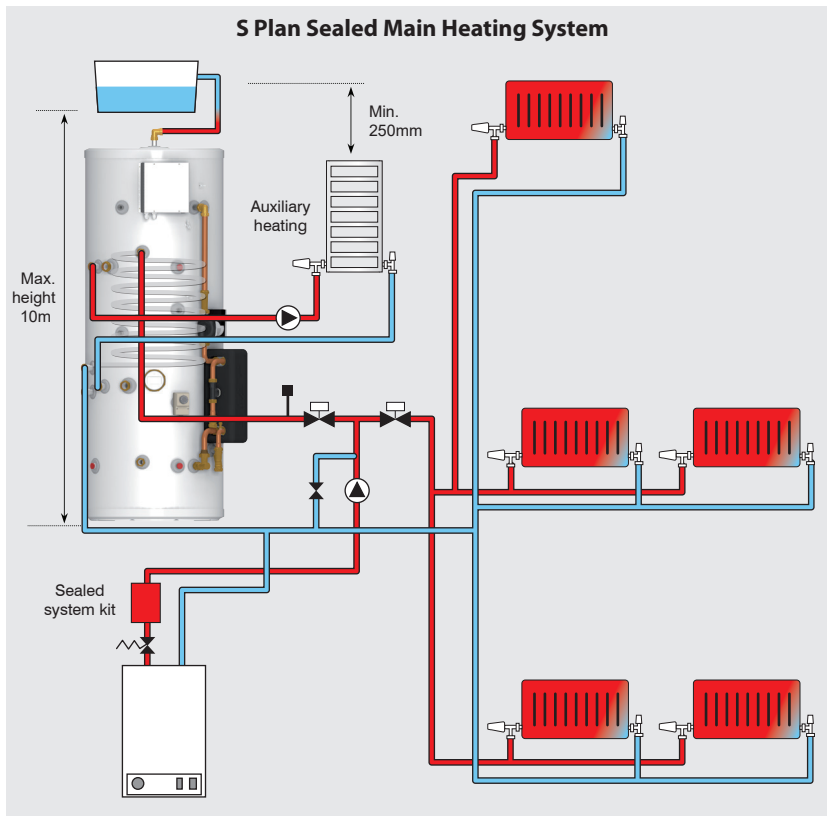 S Plan Sealed Main Heating System
Min.
250mm
Auxiliary
heating
Max.
height
10m
Sealed
system kit